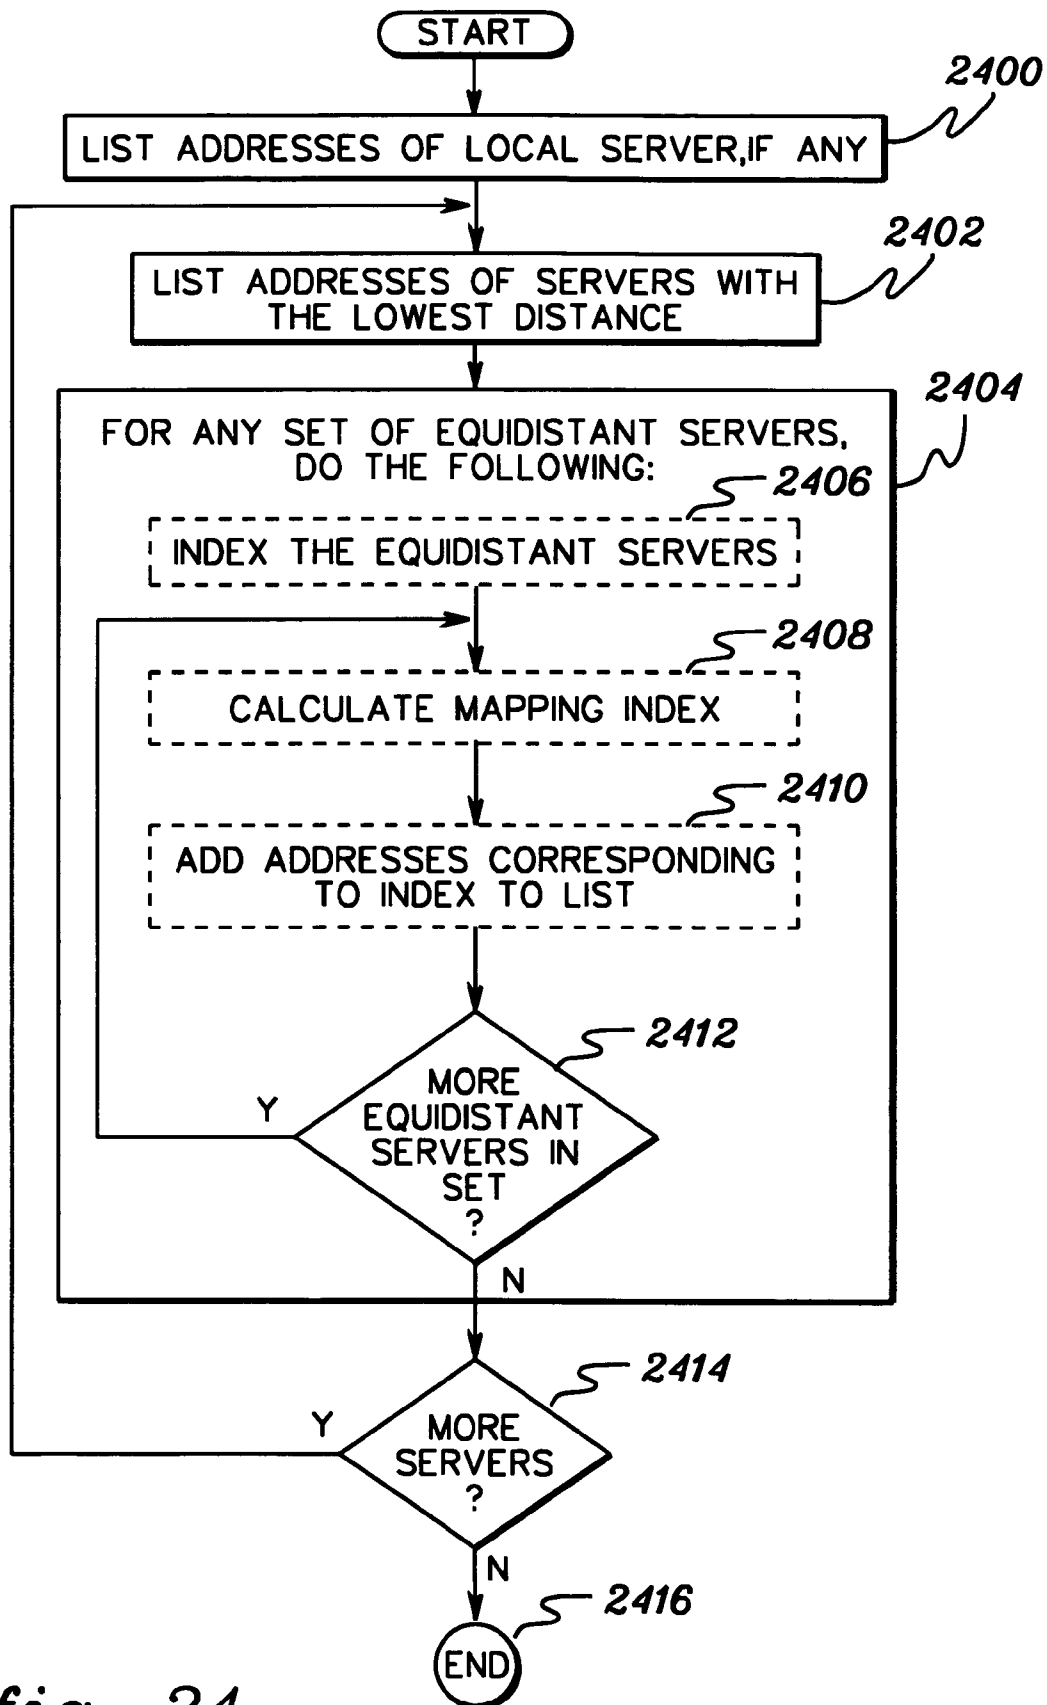 START
2400
LIST ADDRESSES OF LOCAL SERVER,IF ANY
2402
LIST ADDRESSES OF SERVERS WITH
THE LOWEST DISTANCE
2404
FOR ANY SET OF EQUIDISTANT SERVERS,
DO THE FOLLOWING:
2406
INDEX THE EQUIDISTANT SERVERS
2408
CALCULATE MAPPING INDEX
2410
ADD ADDRESSES CORRESPONDING
TO INDEX TO LIST
2412
MORE
EQUIDISTANT
SERVERS IN
SET
?
Y
N
2414
MORE
SERVERS
?
Y
N
2416
END
fig. 24